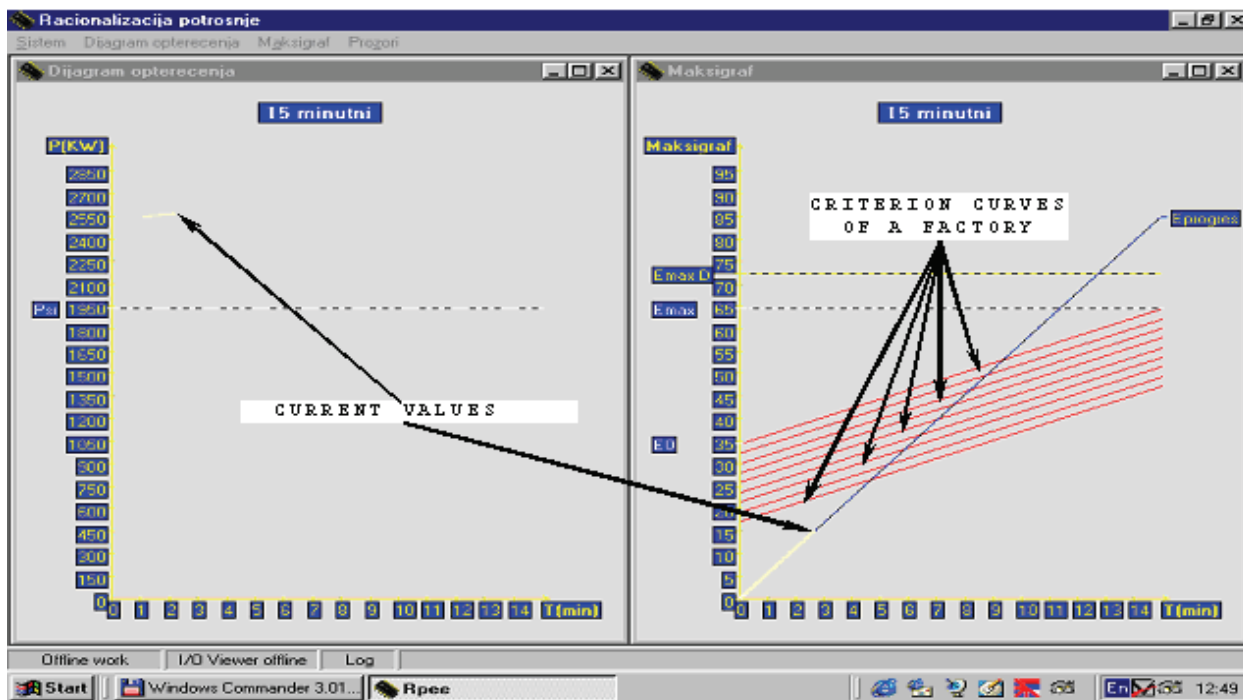 Racionalizacija potrosnje
Sistem Dijagram opterecenja Maksigraf Prozori
Dijagram opterecenja
15 minutni
P(KW)
2850
2700
2550
2400
2250
2100
Psi 1950
1800
1650
1500
1350
1200
1050
900
750
600
450
300
150
0
0 1 2 3 4 5 6 7 8 9 10 11 12 13 14 T(min)
CURRENT VALUES
Maksigraf
15 minutni
Maksigraf
95
90
85
80
75
Emax D
70
Emax 65
60
55
50
45
40
E0 35
30
25
20
15
10
5
0
0 1 2 3 4 5 6 7 8 9 10 11 12 13 14 T(min)
CRITERION CURVES
OF A FACTORY
Eprogres
Offline work I/O Viewer offline Log
Start Windows Commander 3.01... Rpee En 12:49